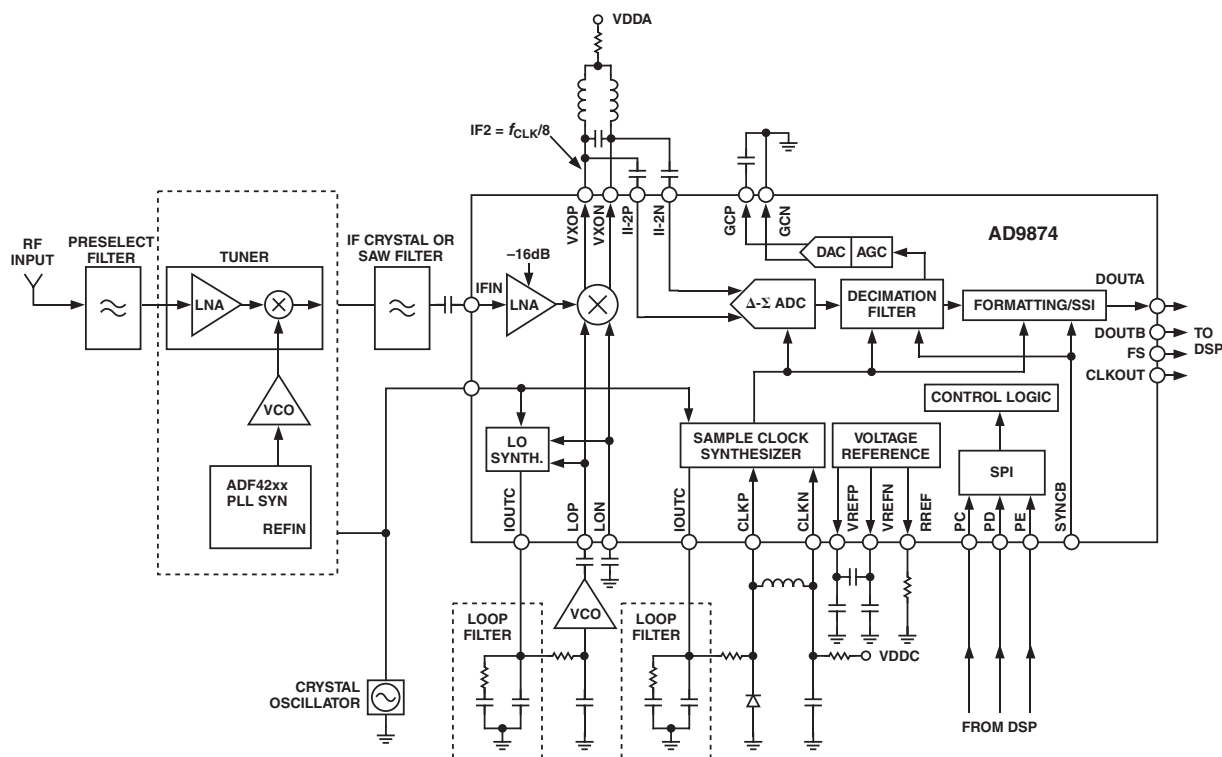 VDDA
IF2 = fCLK/8
VXOP
VXON
II-2P
II-2N
GCP
GCN
AD9874
RF
INPUT
PRESELECT
FILTER
TUNER
LNA
IF CRYSTAL OR
SAW FILTER
IFIN
–16dB
LNA
DAC
AGC
Δ-Σ ADC
DECIMATION
FILTER
FORMATTING/SSI
DOUTA
DOUTB
FS
CLKOUT
TO
DSP
VCO
ADF42xx
PLL SYN
REFIN
LO
SYNTH.
SAMPLE CLOCK
SYNTHESIZER
VOLTAGE
REFERENCE
CONTROL LOGIC
SPI
IOUTC
LOP
LON
IOUTC
CLKP
CLKN
VREFP
VREFN
RREF
PC
PD
PE
SYNCB
LOOP
FILTER
VCO
LOOP
FILTER
VDDC
CRYSTAL
OSCILLATOR
FROM DSP